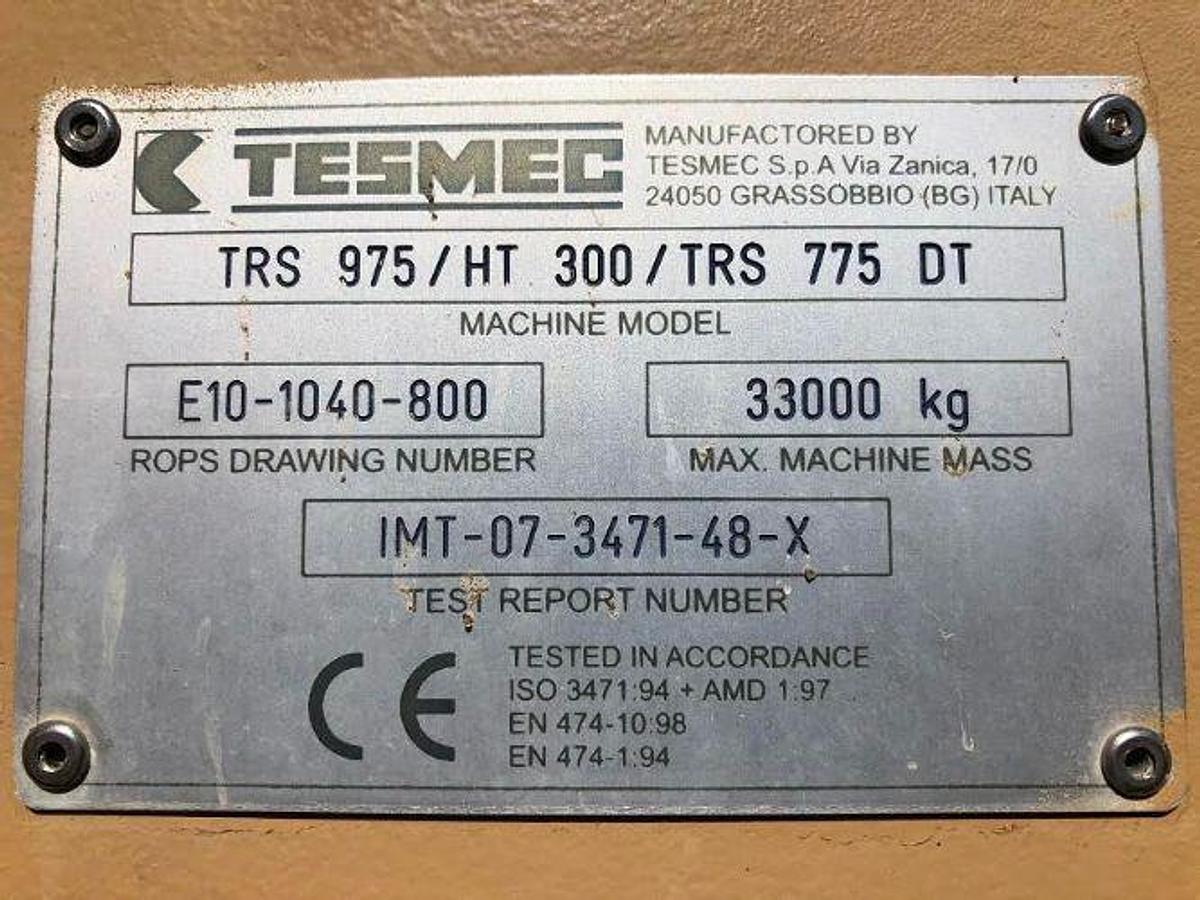 TESMEC
MANUFACTORED BY
TESMEC S.p.A Via Zanica, 17/0
24050 GRASSOBBIO (BG) ITALY
TRS 975/HT 300/TRS 775 DT
MACHINE MODEL
E10-1040-800
ROPS DRAWING NUMBER
33000 kg
MAX. MACHINE MASS
IMT-07-3471-48-X
TEST REPORT NUMBER
CE
TESTED IN ACCORDANCE
ISO 3471:94 + AMD 1:97
EN 474-10:98
EN 474-1:94